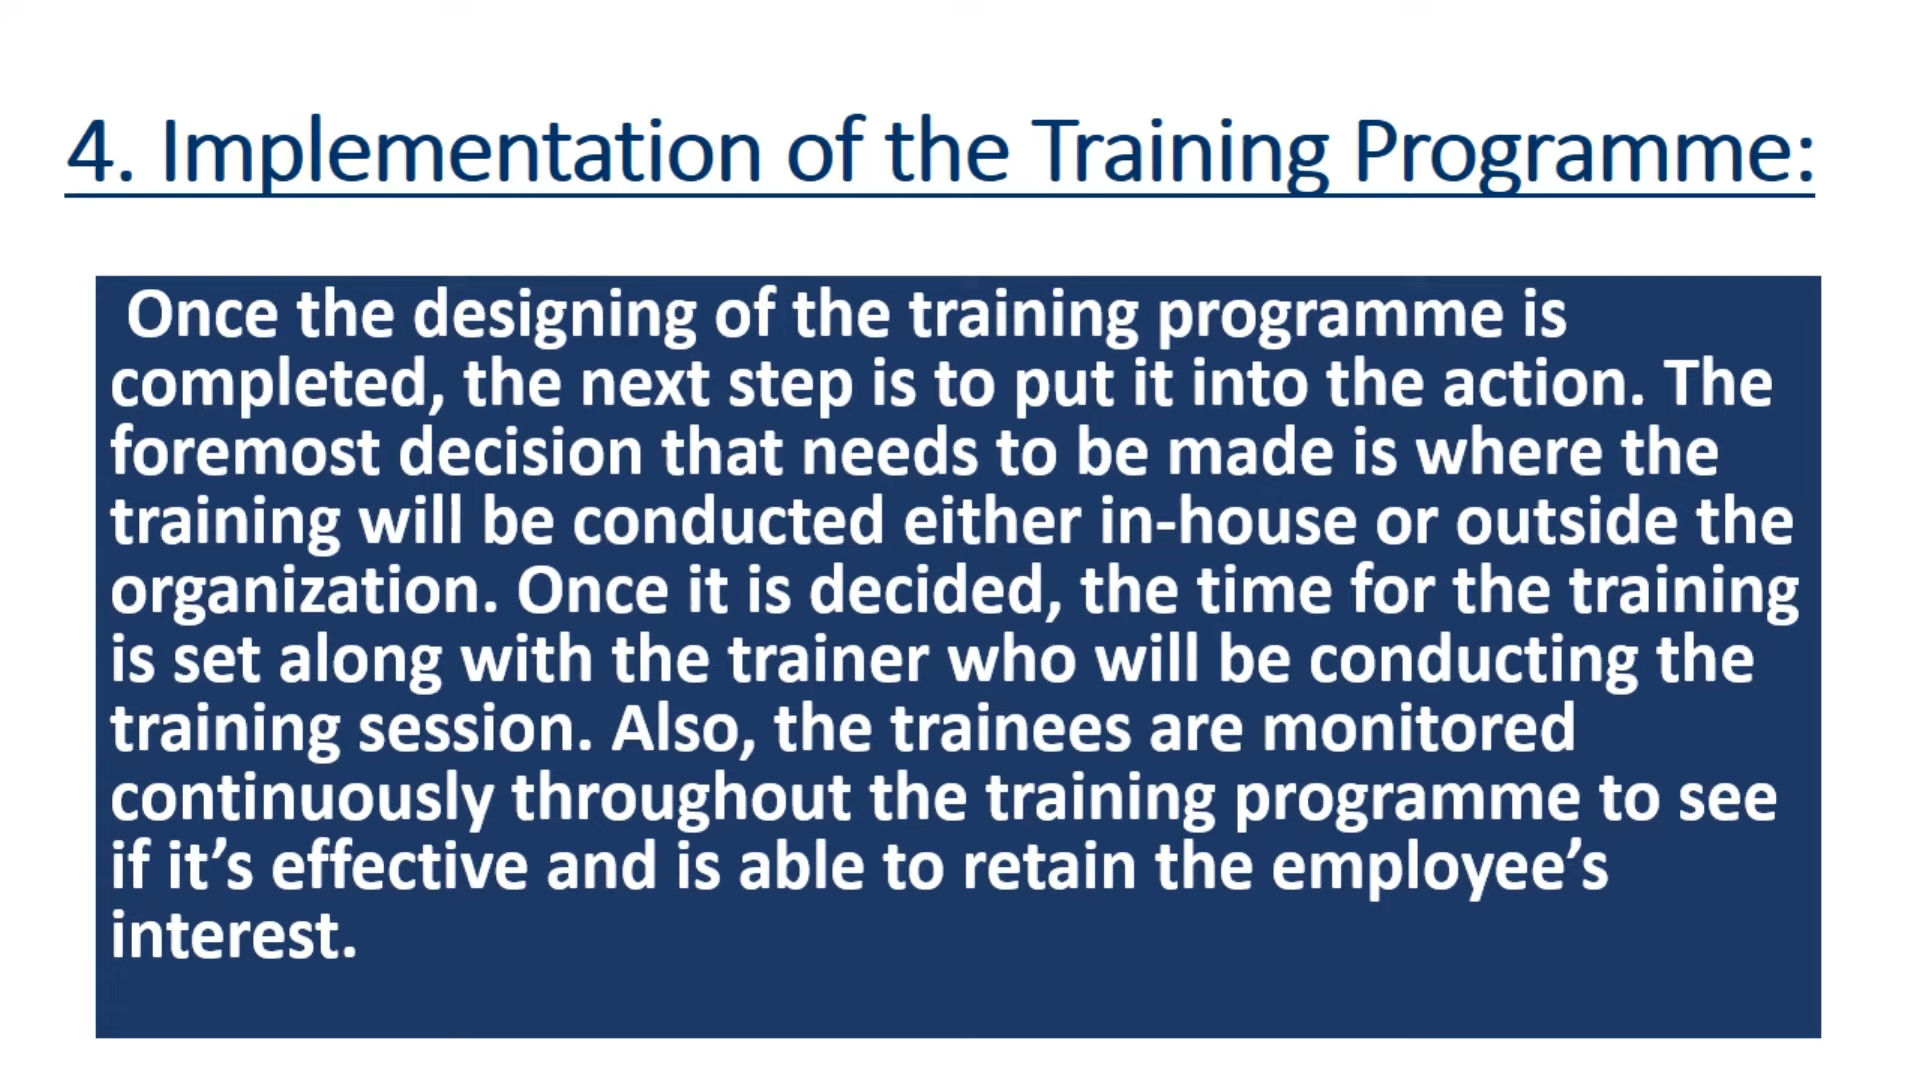 4. Implementation of the Training Programme:
Once the designing of the training programme is
completed, the next step is to put it into the action. The
foremost decision that needs to be made is where the
training will be conducted either in-house or outside the
organization. Once it is decided, the time for the training
is set along with the trainer who will be conducting the
training session. Also, the trainees are monitored
continuously throughout the training programme to see
if it’s effective and is able to retain the employee’s
interest.